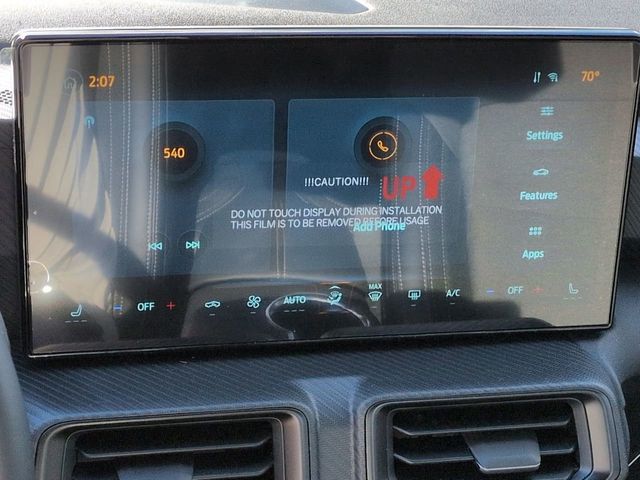 2:07
70°
540
Settings
!!!CAUTION!!!
UP
Features
DO NOT TOUCH DISPLAY DURING INSTALLATION
THIS FILM IS TO BE REMOVED BEFORE USAGE
Add Phone
Apps
MAX
OFF
AUTO
A/C
OFF